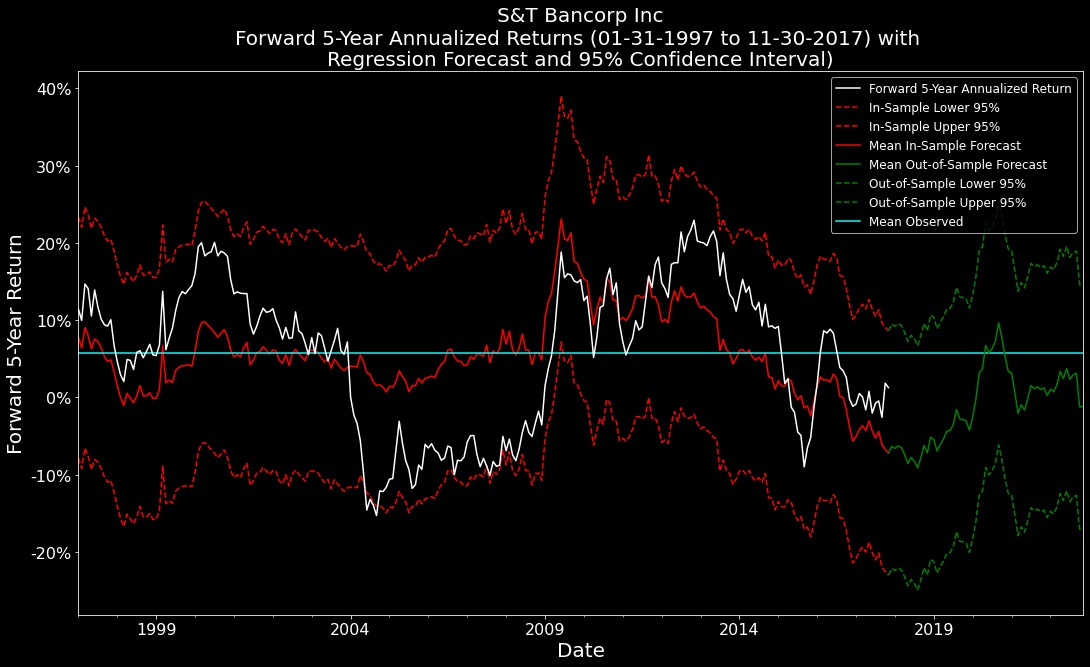 S&T Bancorp Inc
Forward 5-Year Annualized Returns (01-31-1997 to 11-30-2017) with
Regression Forecast and 95% Confidence Interval)
Forward 5-Year Annualized Return
In-Sample Lower 95%
In-Sample Upper 95%
Mean In-Sample Forecast
Mean Out-of-Sample Forecast
Out-of-Sample Lower 95%
Out-of-Sample Upper 95%
Mean Observed
Forward 5-Year Return
40%
30%
20%
10%
0%
-10%
-20%
1999
2004
2009
2014
2019
Date